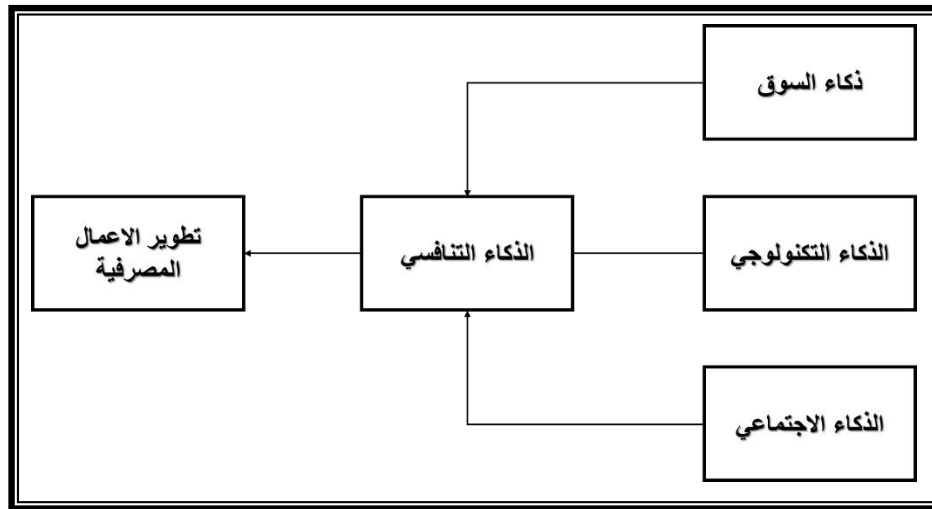 ذكاء السوق
الذكاء التكنولوجي
الذكاء التنافسي
تطوير الاعمال
المصرفية
الذكاء الاجتماعي